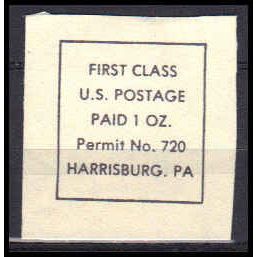 FIRST CLASS
U.S. POSTAGE
PAID 1 OZ.
Permit No. 720
HARRISBURG. PA